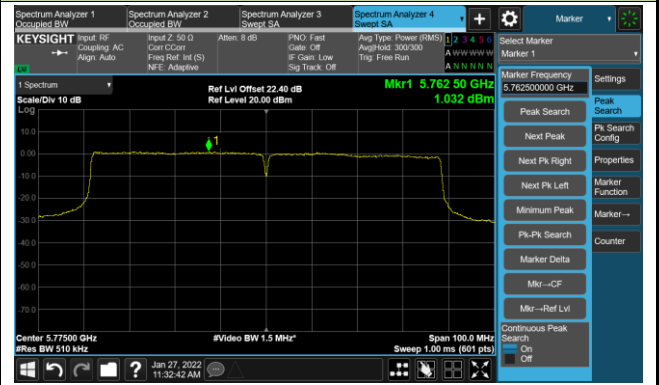 Spectrum Analyzer 1
Occupied BW
Spectrum Analyzer 2
Occupied BW
Spectrum Analyzer 3
Swept SA
Spectrum Analyzer 4
Swept SA
+
Marker
KEYSIGHT
Input: RF
Coupling: AC
Align: Auto
Input Z: 50 Ω
Corr CCorr
Freq Ref: Int (S)
NFE: Adaptive
Atten: 8 dB
PNO: Fast
Gate: Off
IF Gain: Low
Sig Track: Off
Avg Type: Power (RMS)
Avg|Hold: 300/300
Trig: Free Run
1 2 3 4 5 6
A W W W W W
A N N N N N
Select Marker
Marker 1
LXI
1 Spectrum
Scale/Div 10 dB
Log
Ref Lvl Offset 22.40 dB
Ref Level 20.00 dBm
Mkr1 5.762 50 GHz
1.032 dBm
Marker Frequency
5.762500000 GHz
Settings
Peak Search
Peak
Search
Next Peak
Pk Search
Config
Next Pk Right
Properties
Next Pk Left
Marker
Function
Minimum Peak
Marker→
Pk-Pk Search
Counter
Marker Delta
Mkr→CF
Mkr→Ref Lvl
Continuous Peak
Search
On
Off
10.0
0.00
-10.0
-20.0
-30.0
-40.0
-50.0
-60.0
-70.0
1
Center 5.77500 GHz
#Res BW 510 kHz
#Video BW 1.5 MHz*
Span 100.0 MHz
Sweep 1.00 ms (601 pts)
?
Jan 27, 2022
11:32:42 AM